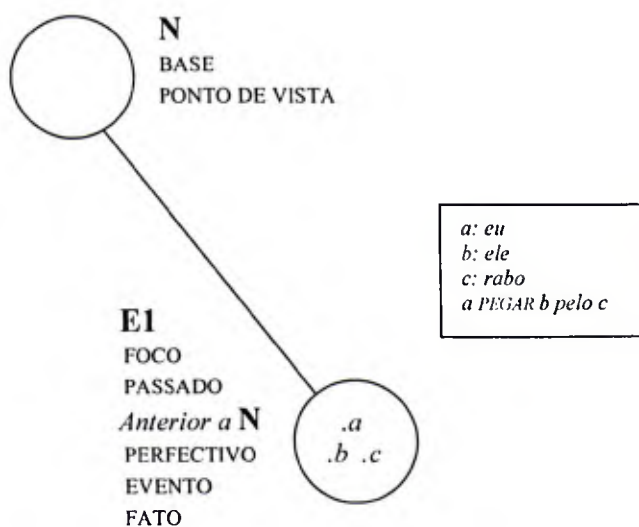 N
BASE
PONTO DE VISTA
a: eu
b: ele
c: rabo
a PEGAR b pelo c
E1
FOCO
PASSADO
Anterior a N
PERFECTIVO
EVENTO
FATO
.a
.b .c